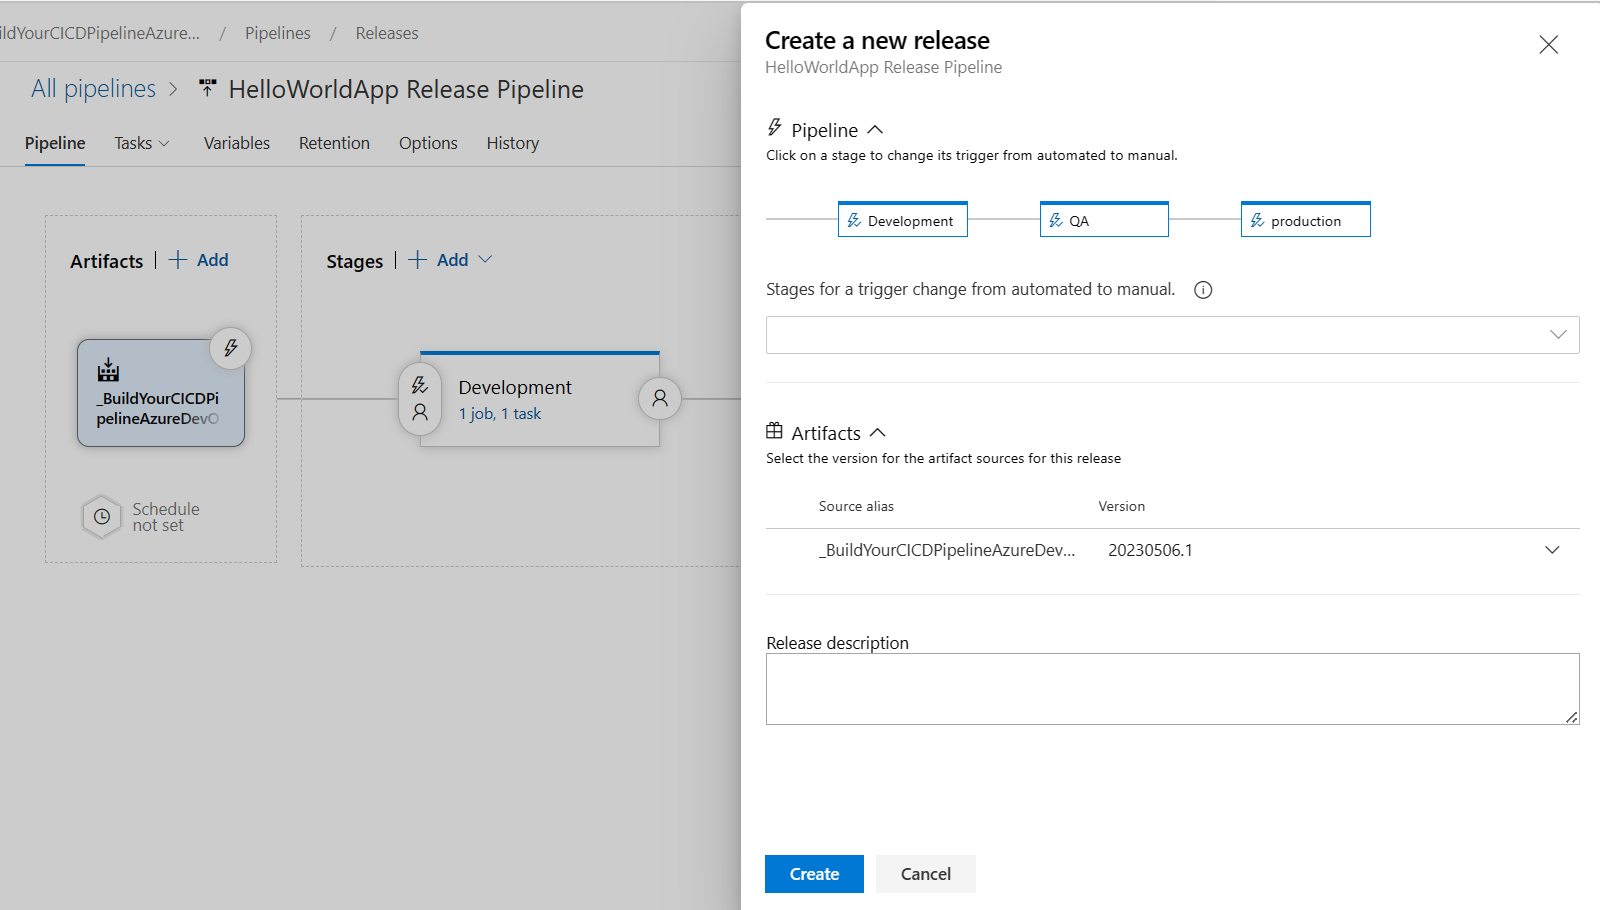 ildYourCICDPipelineAzure... / Pipelines / Releases
All pipelines > HelloWorldApp Release Pipeline
Pipeline Tasks Variables Retention Options History
Artifacts | + Add
Stages | + Add
_BuildYourCICDPi
pelineAzureDevO
Schedule
not set
Development
1 job, 1 task
Create a new release
HelloWorldApp Release Pipeline
Pipeline
Click on a stage to change its trigger from automated to manual.
Development QA production
Stages for a trigger change from automated to manual.
Artifacts
Select the version for the artifact sources for this release
Source alias Version
_BuildYourCICDPipelineAzureDev... 20230506.1
Release description
Create Cancel